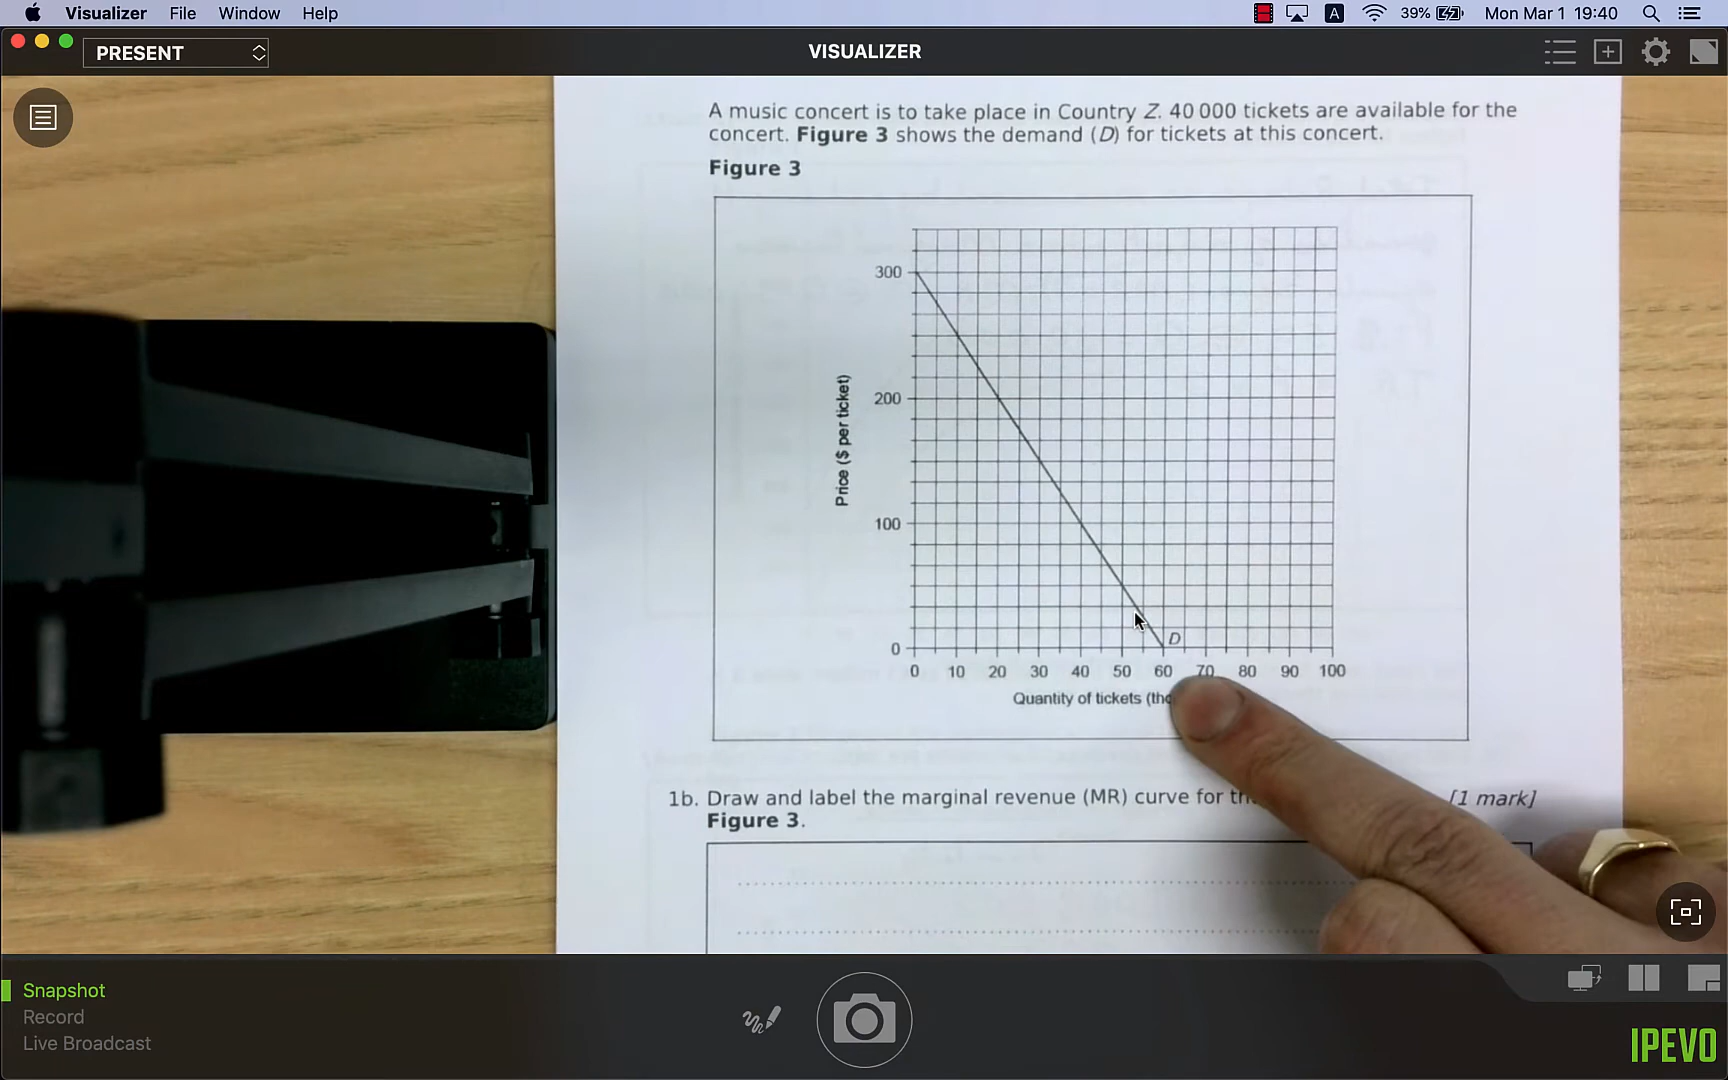 Visualizer File Window Help
A 39% Mon Mar 1 19:40
PRESENT
VISUALIZER
A music concert is to take place in Country Z. 40 000 tickets are available for the
concert. Figure 3 shows the demand (D) for tickets at this concert.
Figure 3
300
200
100
0
Price ($ per ticket)
D
0 10 20 30 40 50 60 70 80 90 100
Quantity of tickets
1b. Draw and label the marginal revenue (MR) curve for [1 mark]
Figure 3.
Snapshot
Record
Live Broadcast
IPEVO